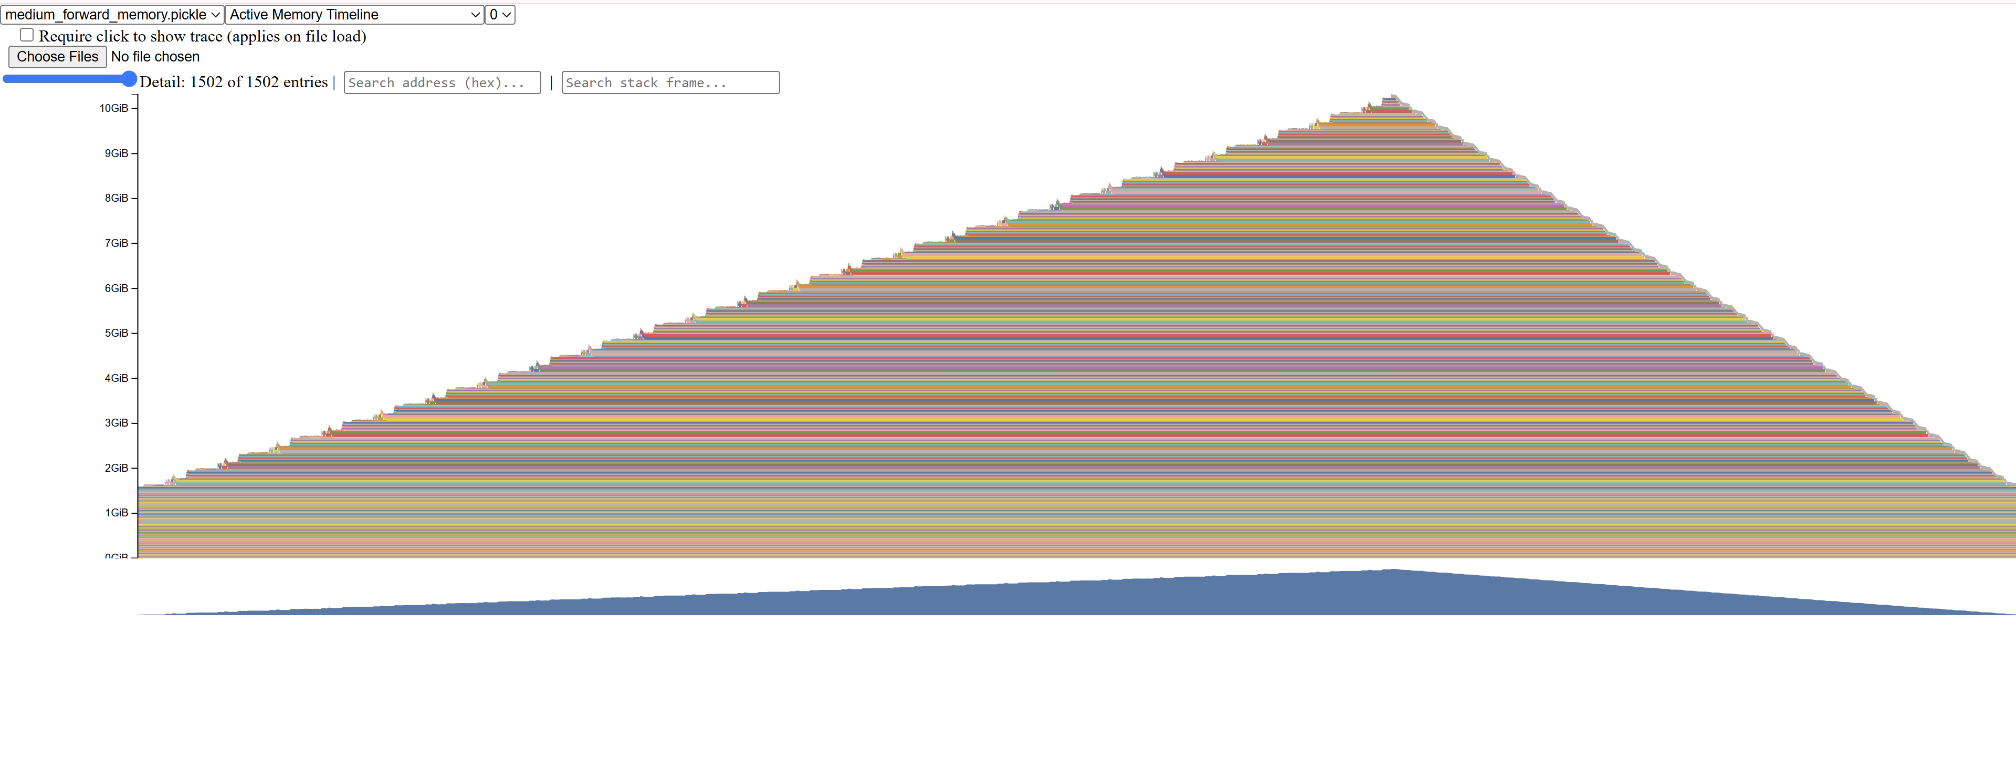 medium_forward_memory.pickle Active Memory Timeline 0
Require click to show trace (applies on file load)
Choose Files No file chosen
Detail: 1502 of 1502 entries | Search address (hex)... | Search stack frame...
10GiB
9GiB
8GiB
7GiB
6GiB
5GiB
4GiB
3GiB
2GiB
1GiB
0GiB